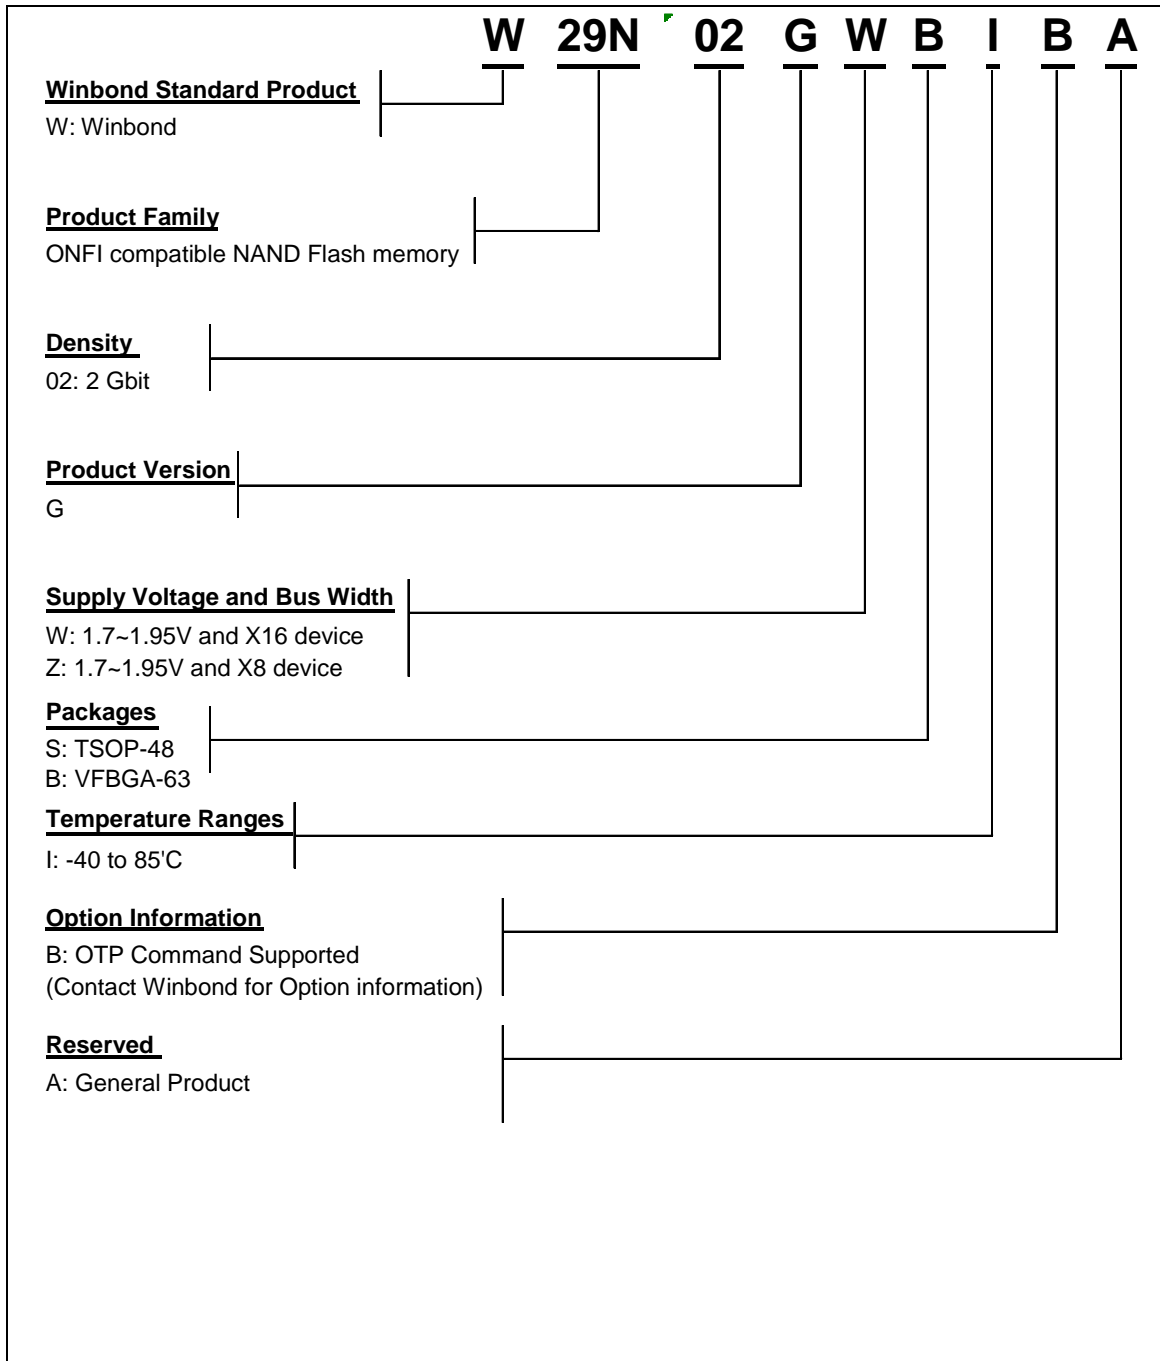 W 29N 02 G W B I B A
Winbond Standard Product
W: Winbond
Product Family
ONFI compatible NAND Flash memory
Density
02: 2 Gbit
Product Version
G
Supply Voltage and Bus Width
W: 1.7~1.95V and X16 device
Z: 1.7~1.95V and X8 device
Packages
S: TSOP-48
B: VFBGA-63
Temperature Ranges
I: -40 to 85'C
Option Information
B: OTP Command Supported
(Contact Winbond for Option information)
Reserved
A: General Product